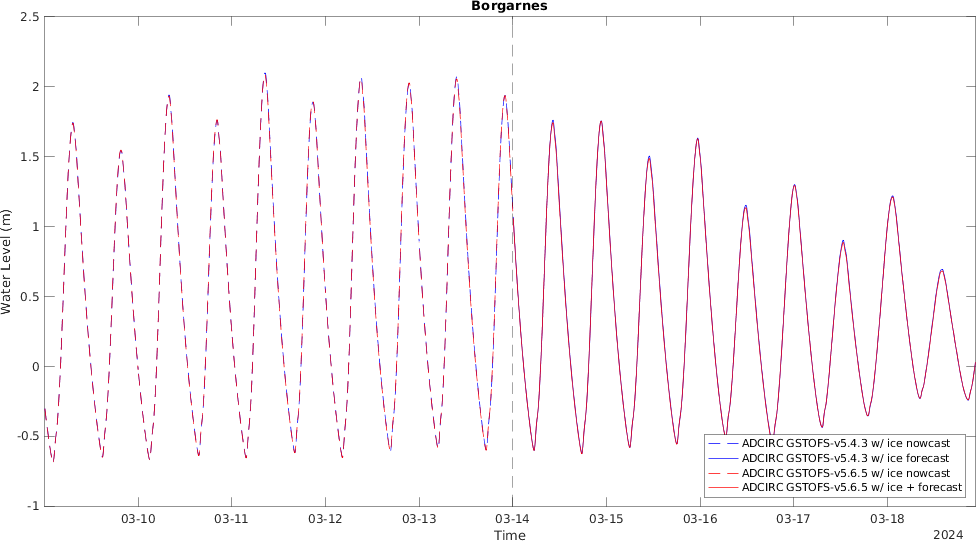 Borgarnes
2.5
2
1.5
1
0.5
0
-0.5
-1
Water Level (m)
03-10 03-11 03-12 03-13 03-14 03-15 03-16 03-17 03-18
Time
2024
ADCIRC GSTOFS-v5.4.3 w/ ice nowcast
ADCIRC GSTOFS-v5.4.3 w/ ice forecast
ADCIRC GSTOFS-v5.6.5 w/ ice nowcast
ADCIRC GSTOFS-v5.6.5 w/ ice + forecast